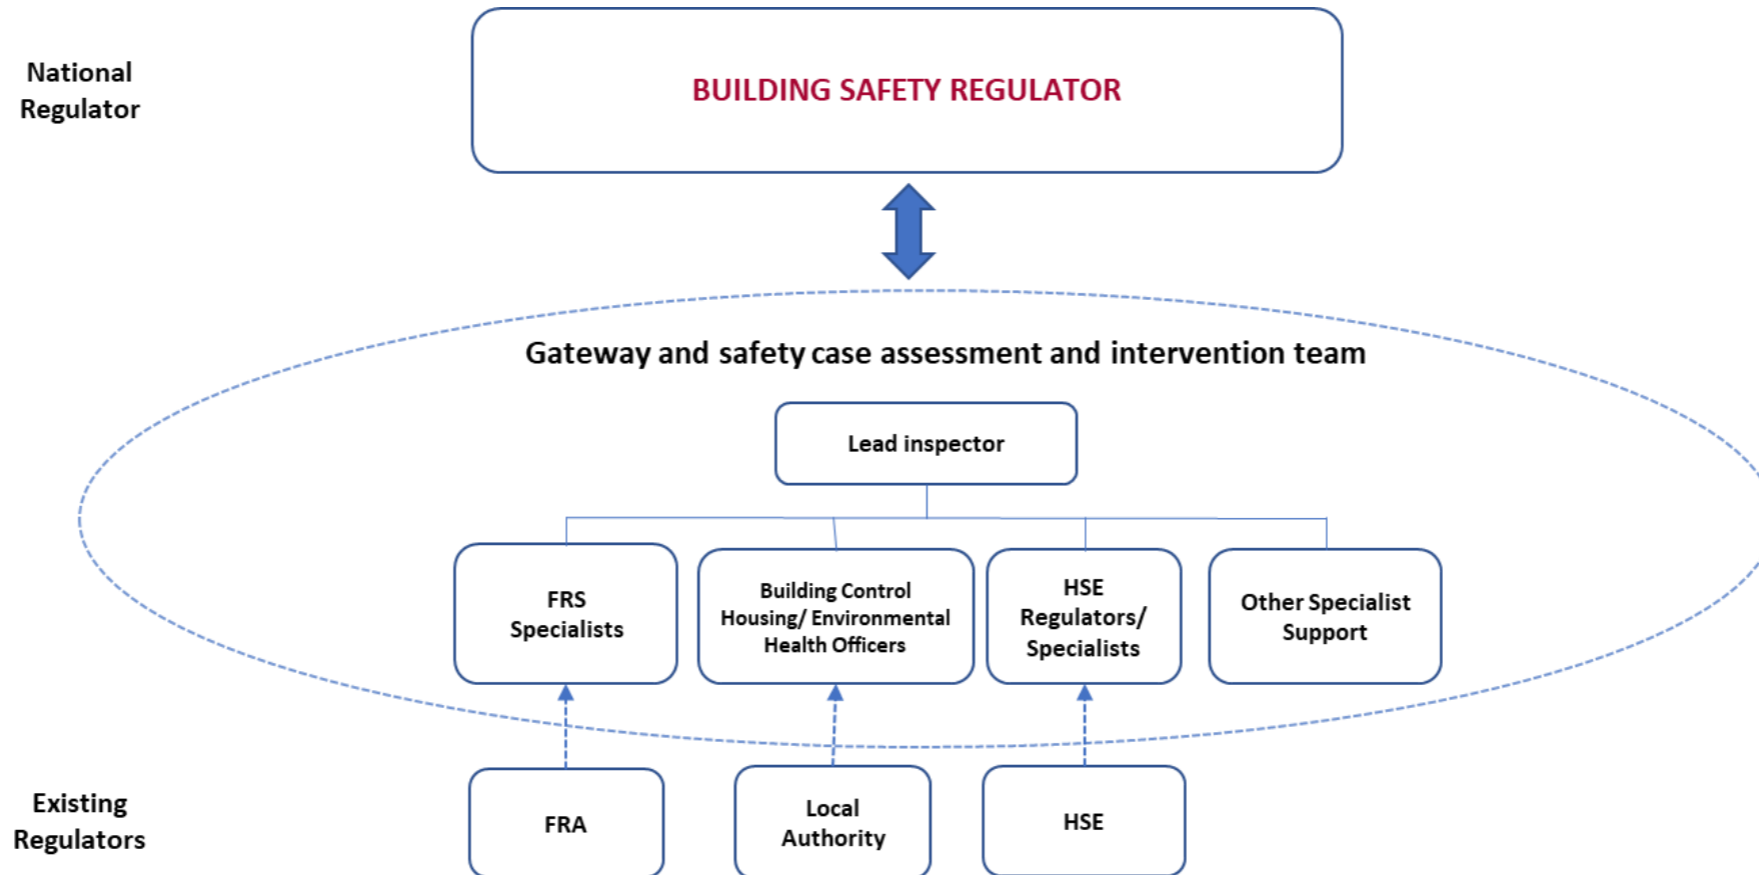 National
Regulator
BUILDING SAFETY REGULATOR
Gateway and safety case assessment and intervention team
Lead inspector
FRS
Specialists
Building Control
Housing/ Environmental
Health Officers
HSE
Regulators/
Specialists
Other Specialist
Support
Existing
Regulators
FRA
Local
Authority
HSE